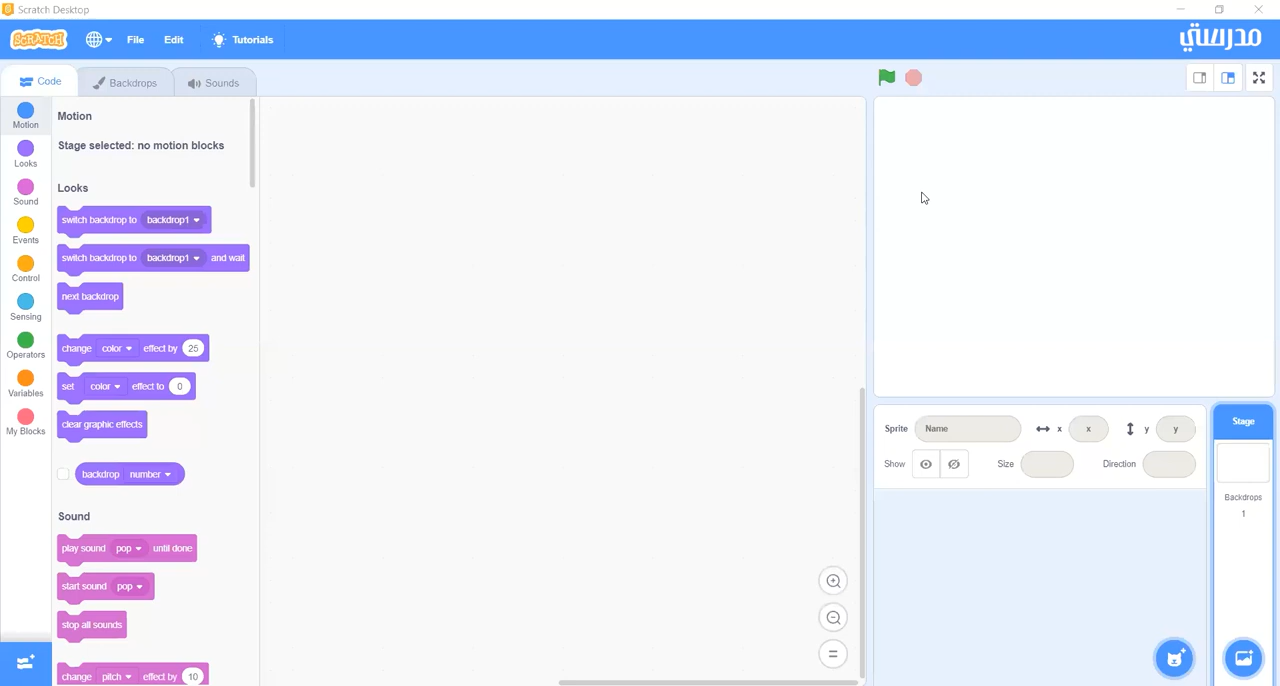 Scratch Desktop
SCRATCH
File
Edit
Tutorials
مدرستي
Code
Backdrops
Sounds
Motion
Looks
Sound
Events
Control
Sensing
Operators
Variables
My Blocks
Motion
Stage selected: no motion blocks
Looks
switch backdrop to backdrop1
switch backdrop to backdrop1 and wait
next backdrop
change color effect by 25
set color effect to 0
clear graphic effects
backdrop number
Sound
play sound pop until done
start sound pop
stop all sounds
change pitch effect by 10
Sprite Name x x y y
Show Size Direction
Stage
Backdrops
1